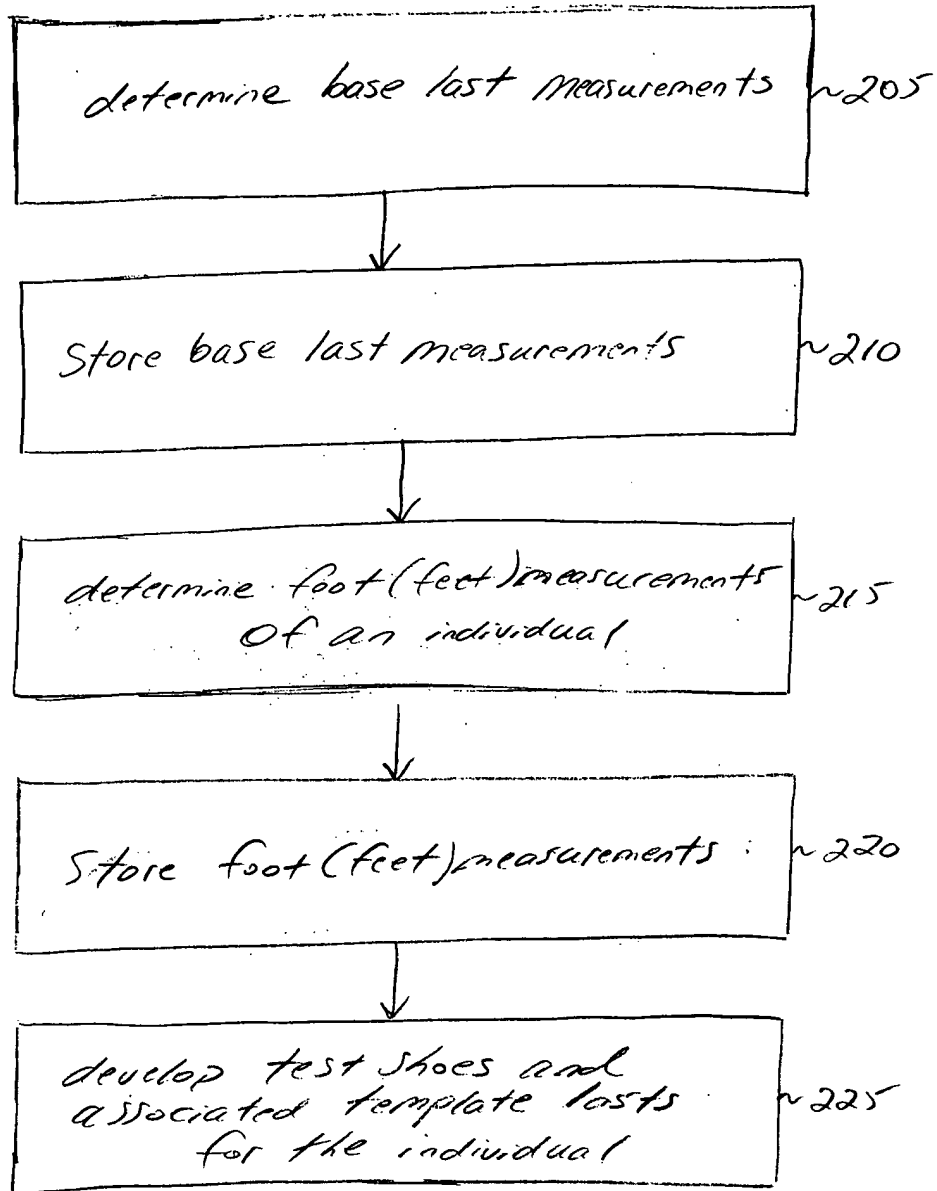 determine base last measurements ~205
Store base last measurements ~210
determine foot (feet) measurements ~215
of an individual
Store foot (feet) measurements ~220
develop test shoes and
associated template lasts ~225
for the individual